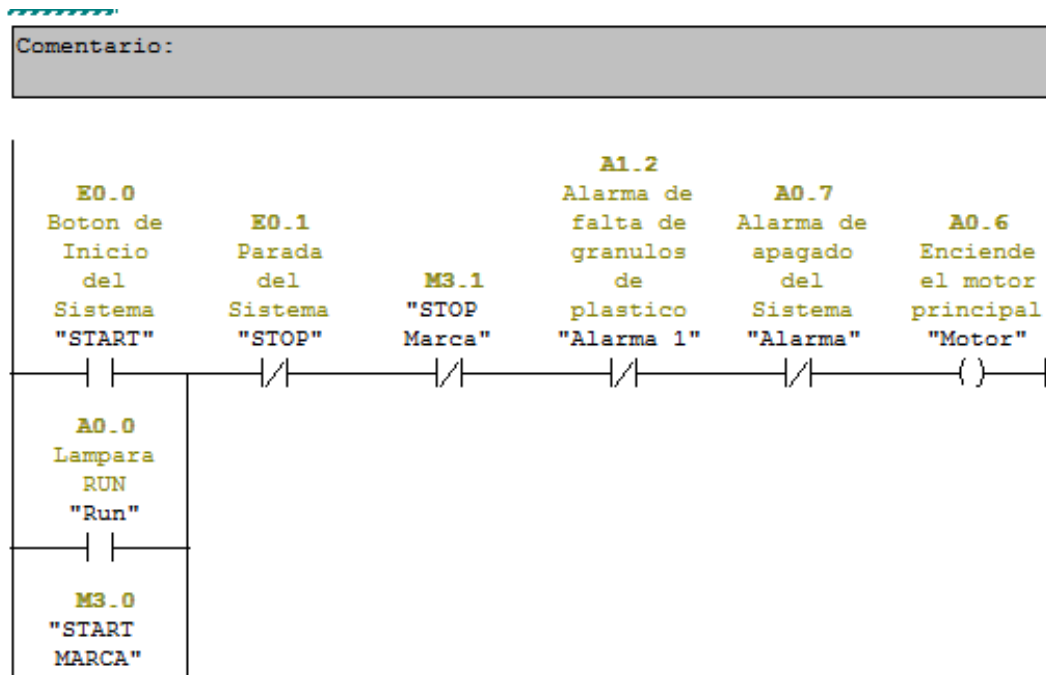 Comentario:
E0.0
Boton de
Inicio
del
Sistema
"START"
E0.1
Parada
del
Sistema
"STOP"
M3.1
"STOP
Marca"
A1.2
Alarma de
falta de
granulos
de
plastico
"Alarma 1"
A0.7
Alarma de
apagado
del
Sistema
"Alarma"
A0.6
Enciende
el motor
principal
"Motor"
A0.0
Lampara
RUN
"Run"
M3.0
"START
MARCA"